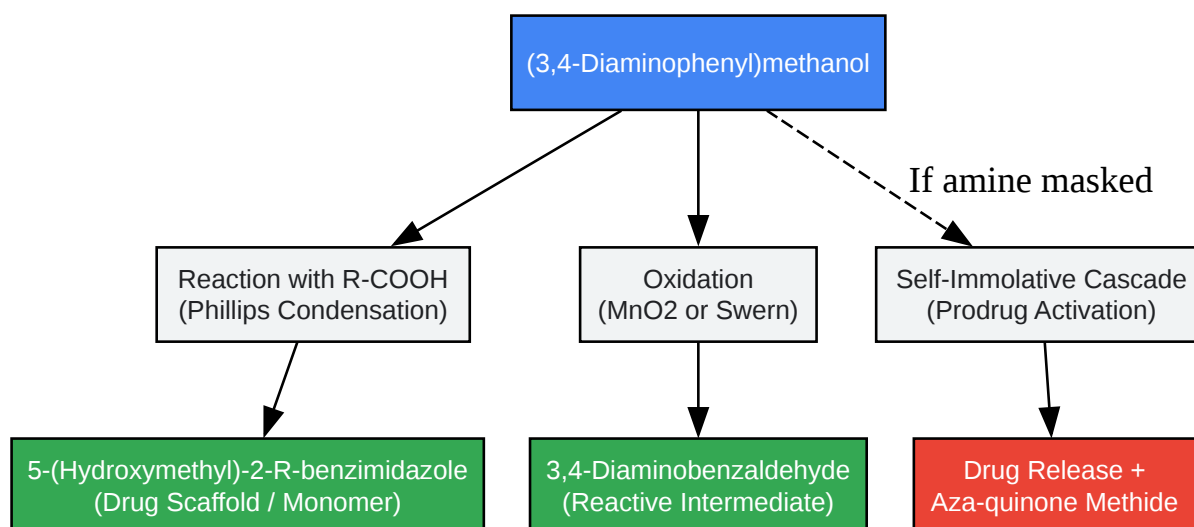 (3,4-Diaminophenyl)methanol
If amine masked
Reaction with R-COOH
(Phillips Condensation)
Oxidation
(MnO2 or Swern)
Self-Immolative Cascade
(Prodrug Activation)
5-(Hydroxymethyl)-2-R-benzimidazole
(Drug Scaffold / Monomer)
3,4-Diaminobenzaldehyde
(Reactive Intermediate)
Drug Release +
Aza-quinone Methide